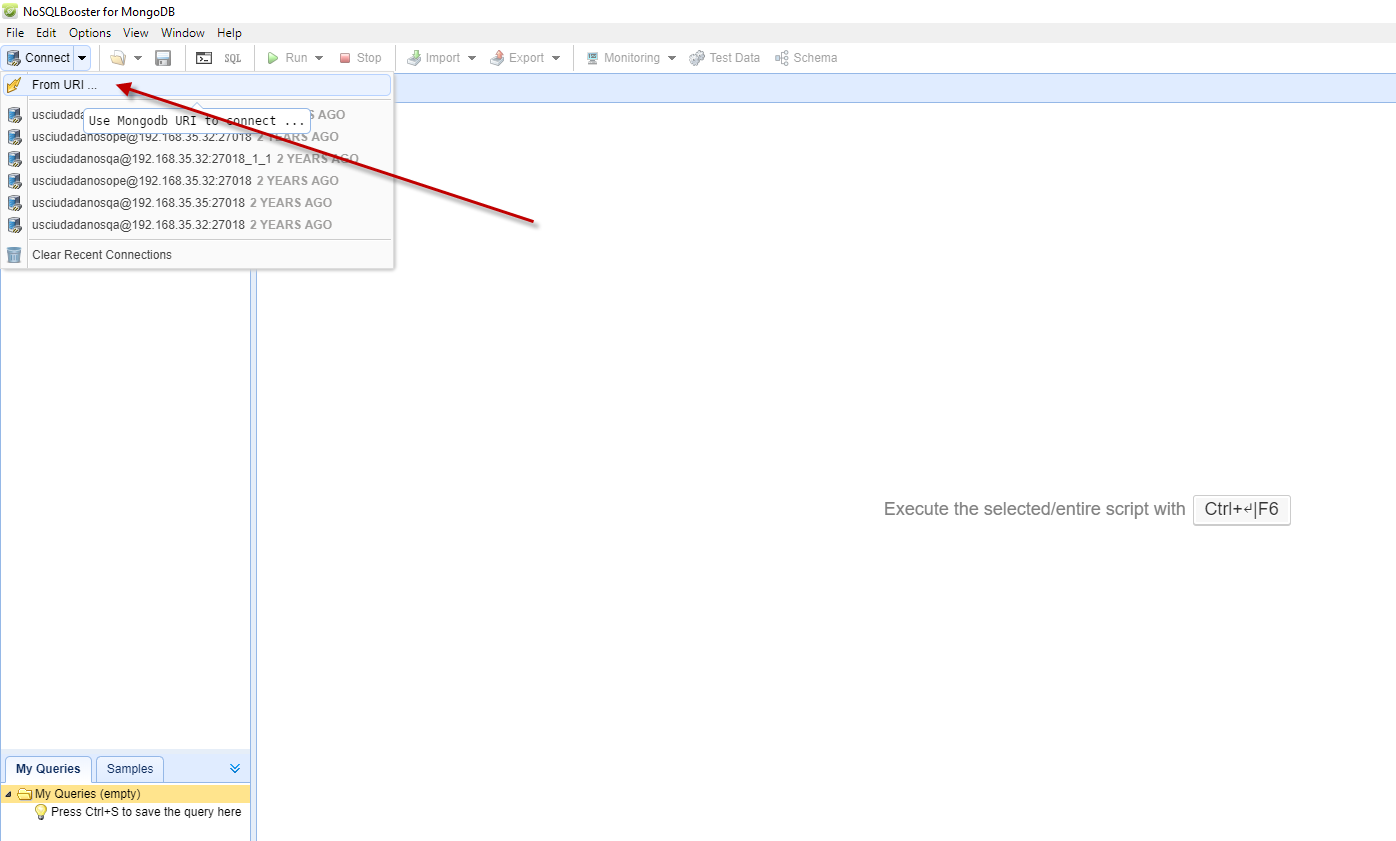 NoSQLBooster for MongoDB
File Edit Options View Window Help
Connect SQL Run Stop Import Export Monitoring Test Data Schema
From URI ...
Use Mongodb URI to connect ...
usciudadanosope@192.168.35.32:27018 2 YEARS AGO
usciudadanosqa@192.168.35.32:27018_1_1 2 YEARS AGO
usciudadanosope@192.168.35.32:27018 2 YEARS AGO
usciudadanosqa@192.168.35.35:27018 2 YEARS AGO
usciudadanosqa@192.168.35.32:27018 2 YEARS AGO
Clear Recent Connections
Execute the selected/entire script with Ctrl+↵|F6
My Queries Samples
My Queries (empty)
Press Ctrl+S to save the query here